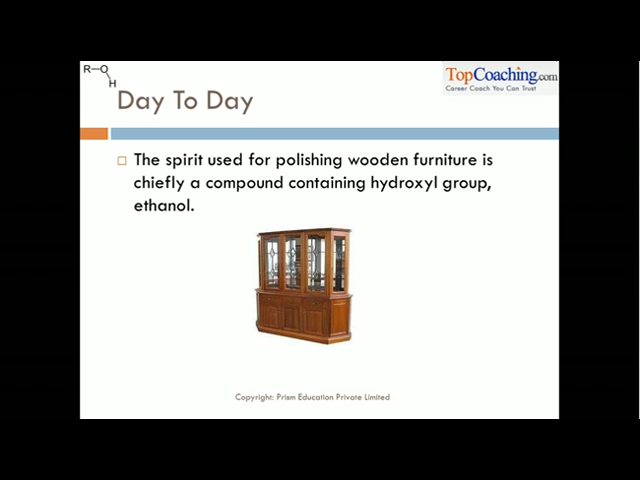 R—O
H
TopCoaching.com
Career Coach You Can Trust
Day To Day
The spirit used for polishing wooden furniture is
chiefly a compound containing hydroxyl group,
ethanol.
Copyright: Prism Education Private Limited